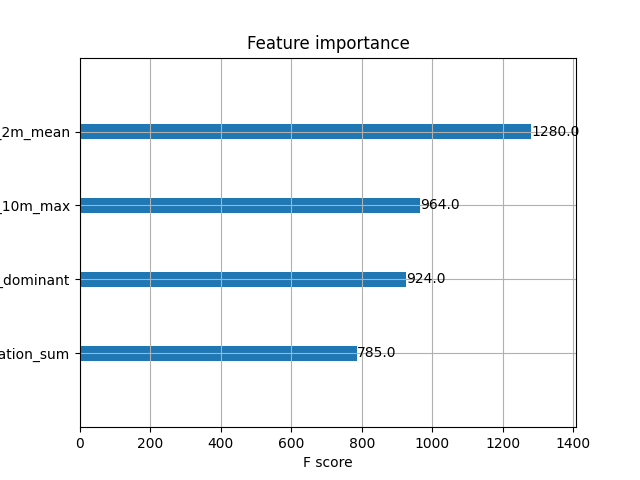 Feature importance
_2m_mean
1280.0
_10m_max
964.0
_dominant
924.0
ation_sum
785.0
0 200 400 600 800 1000 1200 1400
F score